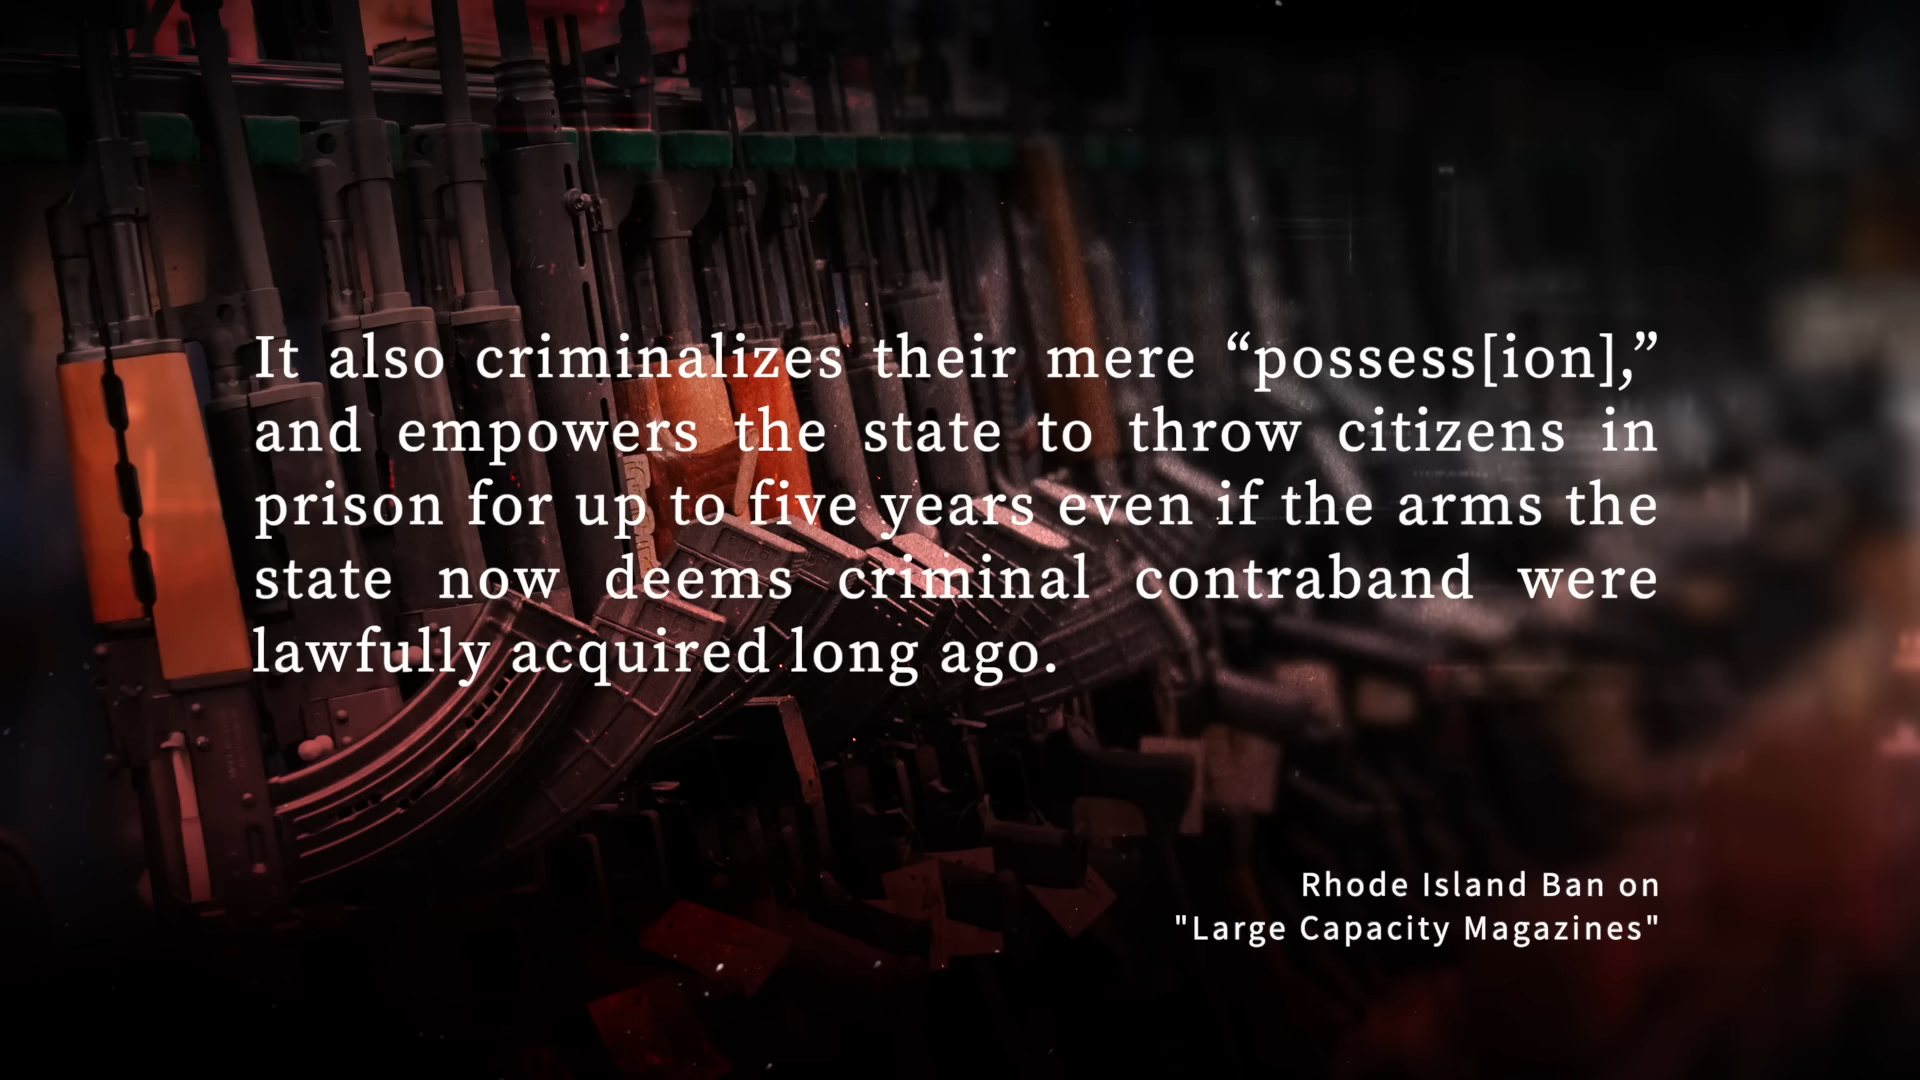 It also criminalizes their mere “possess[ion],”
and empowers the state to throw citizens in
prison for up to five years even if the arms the
state now deems criminal contraband were
lawfully acquired long ago.
Rhode Island Ban on
"Large Capacity Magazines"